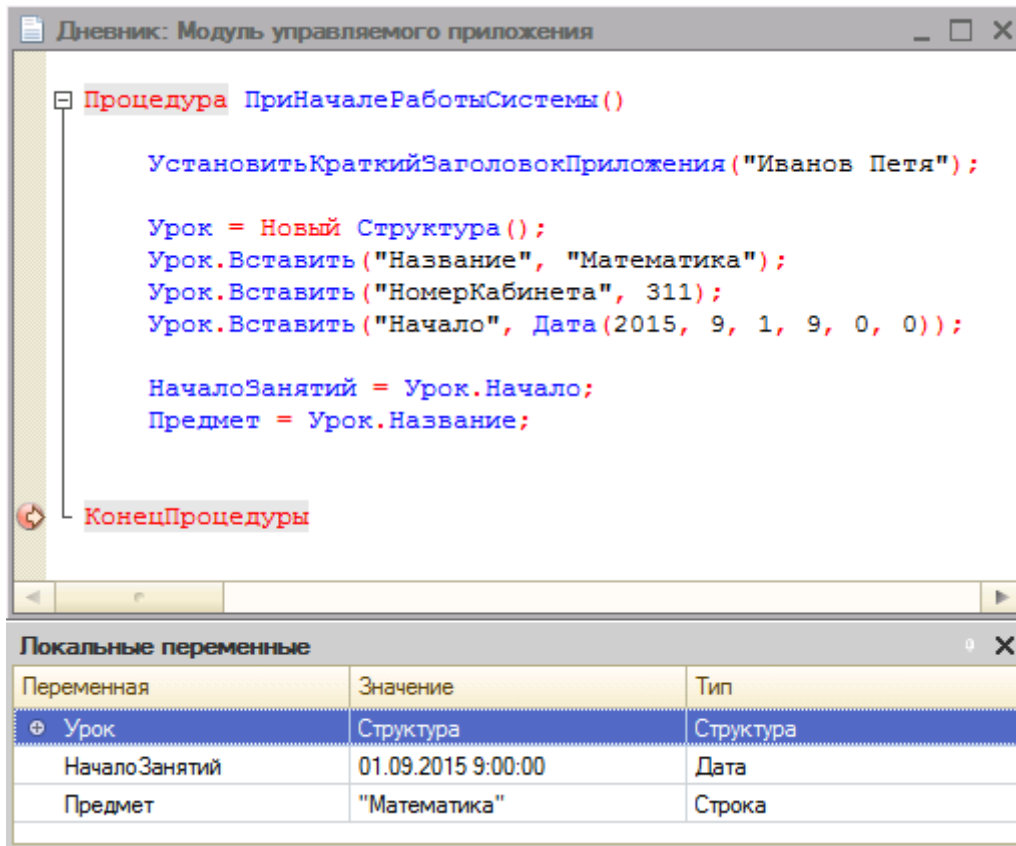 Дневник: Модуль управляемого приложения
Процедура ПриНачалеРаботыСистемы()
УстановитьКраткийЗаголовокПриложения("Иванов Петя");
Урок = Новый Структура();
Урок.Вставить("Название", "Математика");
Урок.Вставить("НомерКабинета", 311);
Урок.Вставить("Начало", Дата(2015, 9, 1, 9, 0, 0));
НачалоЗанятий = Урок.Начало;
Предмет = Урок.Название;
КонецПроцедуры
Локальные переменные
Переменная Значение Тип
Урок Структура Структура
НачалоЗанятий 01.09.2015 9:00:00 Дата
Предмет "Математика" Строка